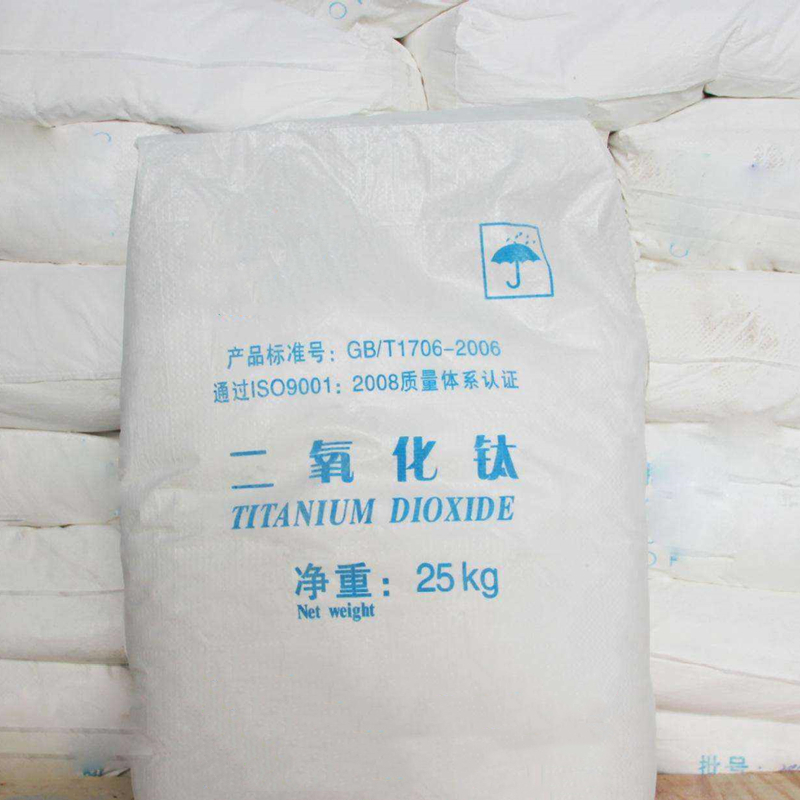 产品标准号：GB/T1706-2006
通过ISO9001：2008质量体系认证
二氧化钛
TITANIUM DIOXIDE
净重：25kg
Net weight
批号：